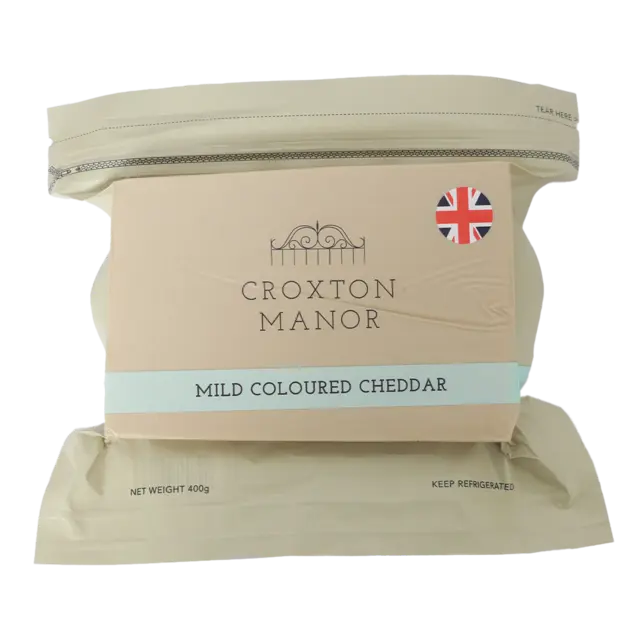 TEAR HERE
CROXTON
MANOR
MILD COLOURED CHEDDAR
NET WEIGHT 400g
KEEP REFRIGERATED